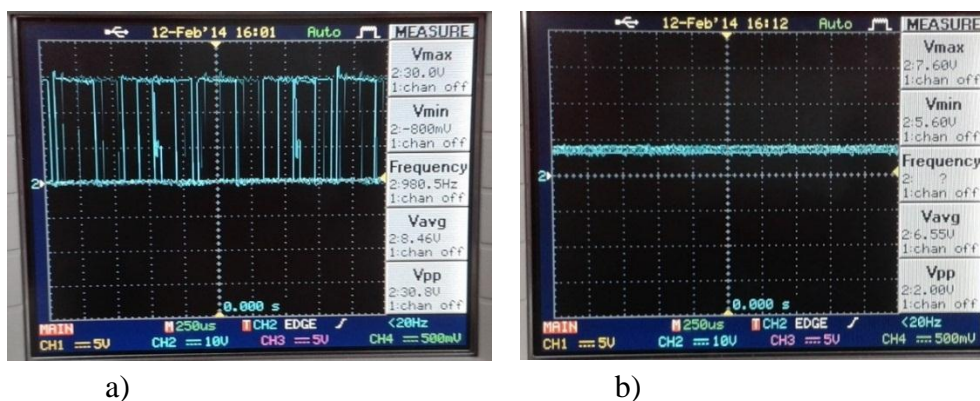 12-Feb'14 16:01 Auto MEASURE
Vmax
2:30.0V
1:chan off
Vmin
2:-800mV
1:chan off
Frequency
2:980.5Hz
1:chan off
Vavg
2:8.46V
1:chan off
Vpp
2:30.8V
1:chan off
2
0.000 s
MAIN M 250us T CH2 EDGE <20Hz
CH1 5V CH2 10V CH3 5V CH4 500mV
a)
12-Feb'14 16:12 Auto MEASURE
Vmax
2:7.60V
1:chan off
Vmin
2:5.60V
1:chan off
Frequency
2: ?
1:chan off
Vavg
2:6.55V
1:chan off
Vpp
2:2.00V
1:chan off
2
0.000 s
MAIN M 250us T CH2 EDGE <20Hz
CH1 5V CH2 10V CH3 5V CH4 500mV
b)